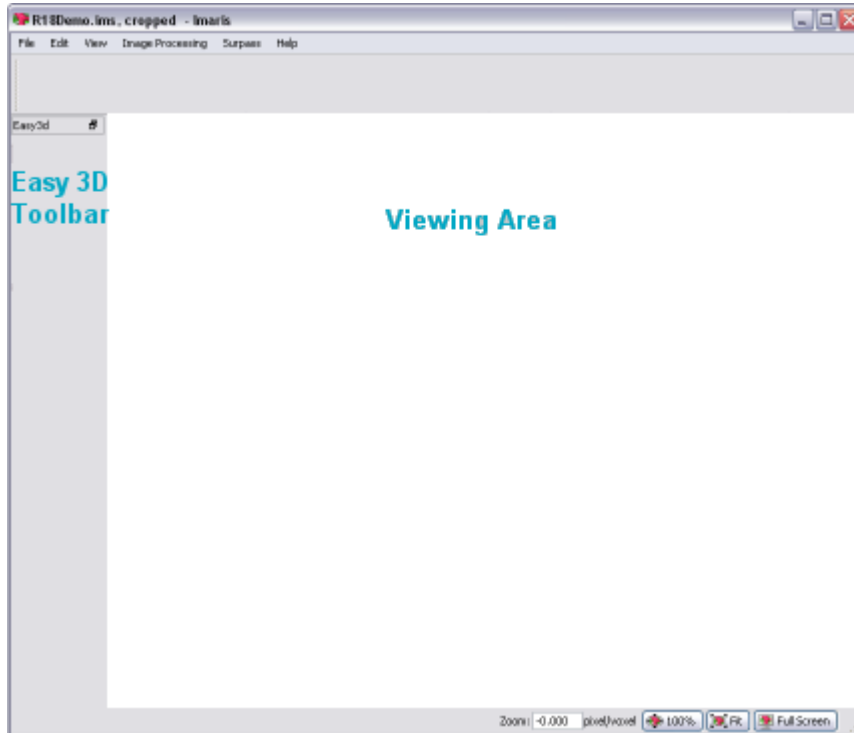 R18Demo.ims, cropped - Imaris
File Edit View Image Processing Surpass Help
Easy3d
Easy 3D
Toolbar
Viewing Area
Zoom: -0.000 pixel/voxel 100% Fit Full Screen